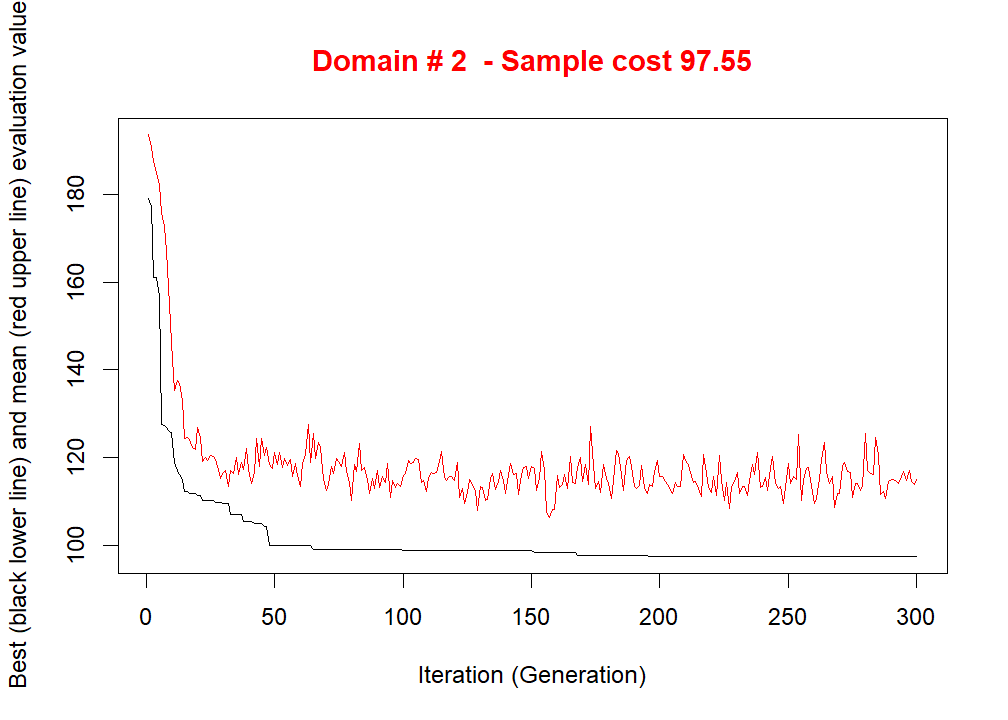 Domain # 2  - Sample cost 97.55
Best (black lower line) and mean (red upper line) evaluation value
180
160
140
120
100
0 50 100 150 200 250 300
Iteration (Generation)